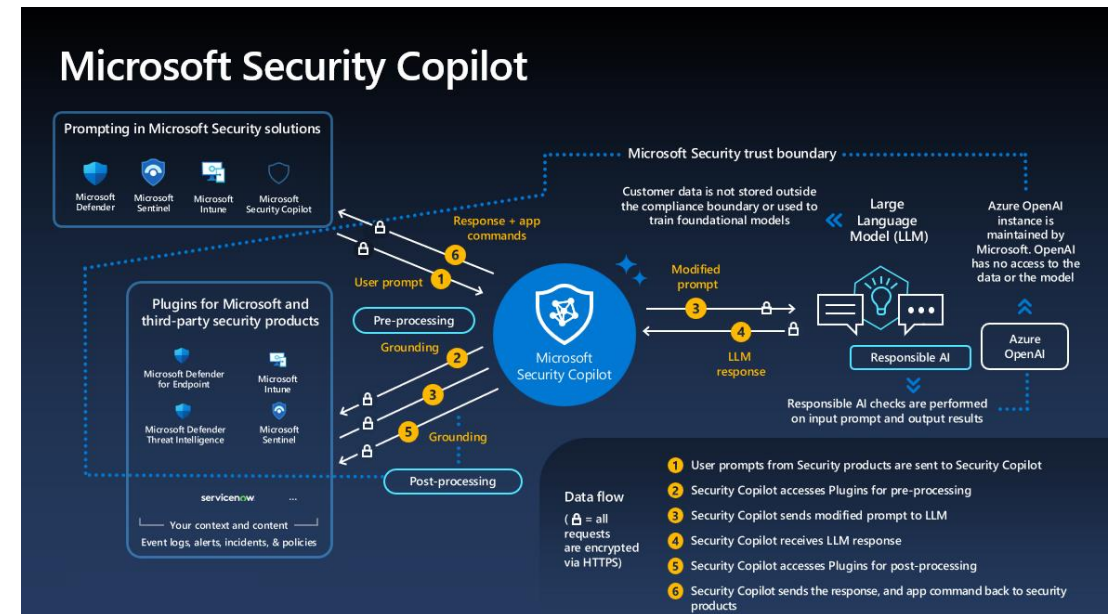 Microsoft Security Copilot
Prompting in Microsoft Security solutions
Microsoft
Defender
Microsoft
Sentinel
Microsoft
Intune
Microsoft
Security Copilot
Microsoft Security trust boundary
Customer data is not stored outside
the compliance boundary or used to
train foundational models
Large
Language
Model (LLM)
Azure OpenAI
instance is
maintained by
Microsoft. OpenAI
has no access to the
data or the model
Response + app
commands
6
1
User prompt
Pre-processing
Grounding
2
3
5
Grounding
Post-processing
Microsoft
Security Copilot
Modified
prompt
3
4
LLM
response
Responsible AI
Azure
OpenAI
Responsible AI checks are performed
on input prompt and output results
Plugins for Microsoft and
third-party security products
Microsoft Defender
for Endpoint
Microsoft
Intune
Microsoft Defender
Threat Intelligence
Microsoft
Sentinel
servicenow
...
Your context and content
Event logs, alerts, incidents, & policies
Data flow
( = all
requests
are encrypted
via HTTPS)
1 User prompts from Security products are sent to Security Copilot
2 Security Copilot accesses Plugins for pre-processing
3 Security Copilot sends modified prompt to LLM
4 Security Copilot receives LLM response
5 Security Copilot accesses Plugins for post-processing
6 Security Copilot sends the response, and app command back to security
products